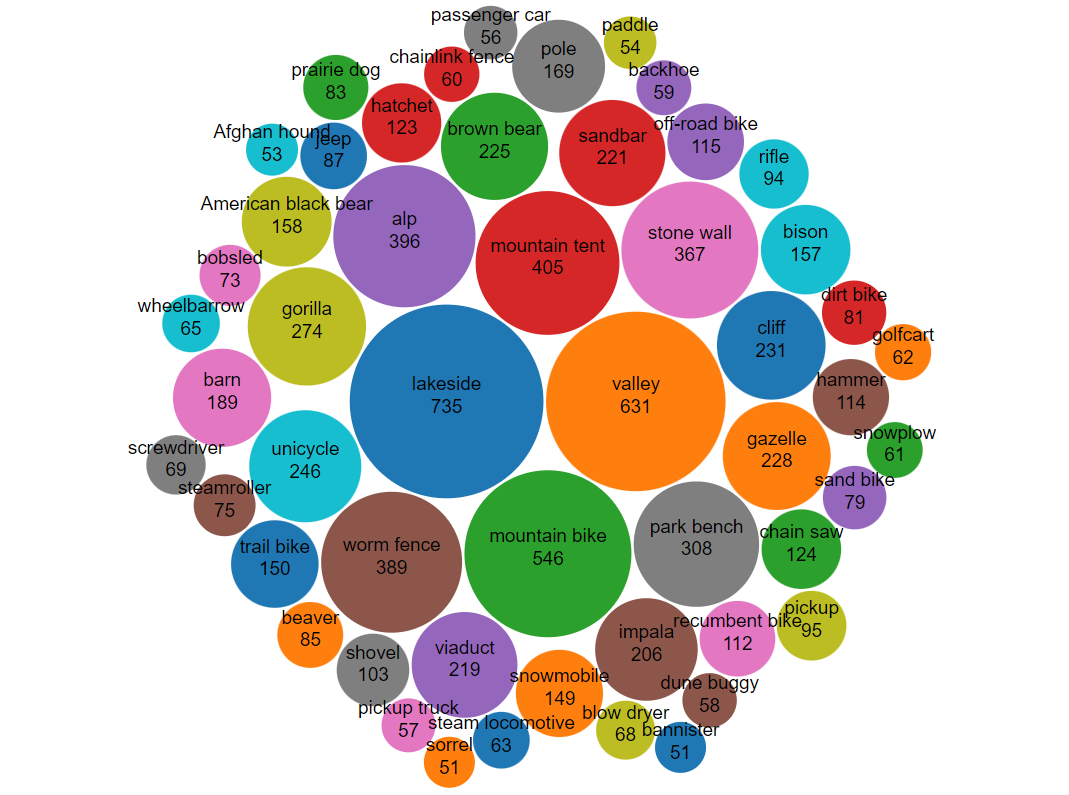 passenger car
56
paddle
54
pole
169
chainlink fence
60
prairie dog
83
backhoe
59
hatchet
123
brown bear
225
sandbar
221
off-road bike
115
Afghan hound
53
jeep
87
rifle
94
American black bear
158
alp
396
mountain tent
405
stone wall
367
bison
157
bobsled
73
wheelbarrow
65
gorilla
274
dirt bike
81
cliff
231
golfcart
62
barn
189
lakeside
735
valley
631
hammer
114
screwdriver
69
unicycle
246
gazelle
228
snowplow
61
steamroller
75
sand bike
79
trail bike
150
worm fence
389
mountain bike
546
park bench
308
chain saw
124
beaver
85
pickup
95
shovel
103
viaduct
219
impala
206
recumbent bike
112
snowmobile
149
dune buggy
58
pickup truck
57
steam locomotive
63
blow dryer
68
bannister
51
sorrel
51